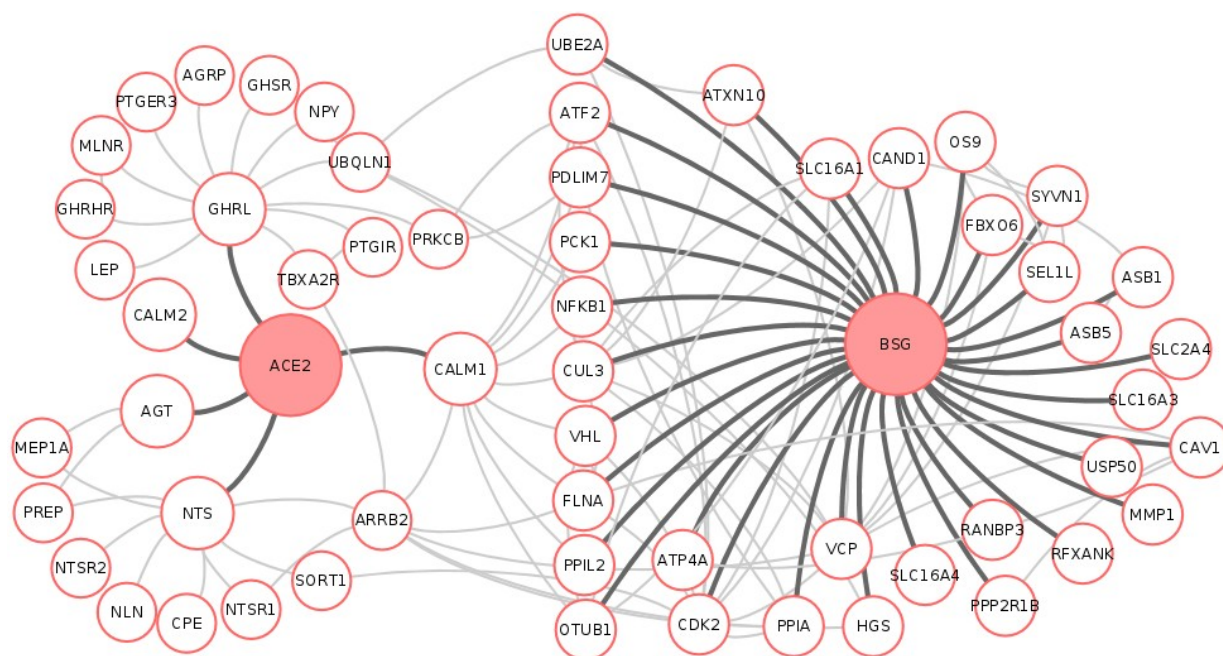 UBE2A
AGRP
GHSR
PTGER3
ATXN10
NPY
ATF2
MLNR
UBQLN1
OS9
SLC16A1
CAND1
PDLIM7
SYVN1
GHRHR
GHRL
FBXO6
PRKCB
PTGIR
PCK1
LEP
TBXA2R
SEL1L
ASB1
CALM2
NFKB1
ASB5
BSG
SLC2A4
ACE2
CALM1
CUL3
SLC16A3
AGT
VHL
MEP1A
CAV1
USP50
FLNA
PREP
NTS
ARRB2
MMP1
RANBP3
VCP
NTSR2
RFXANK
ATP4A
PPIL2
SORT1
SLC16A4
NLN
NTSR1
PPP2R1B
CPE
CDK2
PPIA
HGS
OTUB1